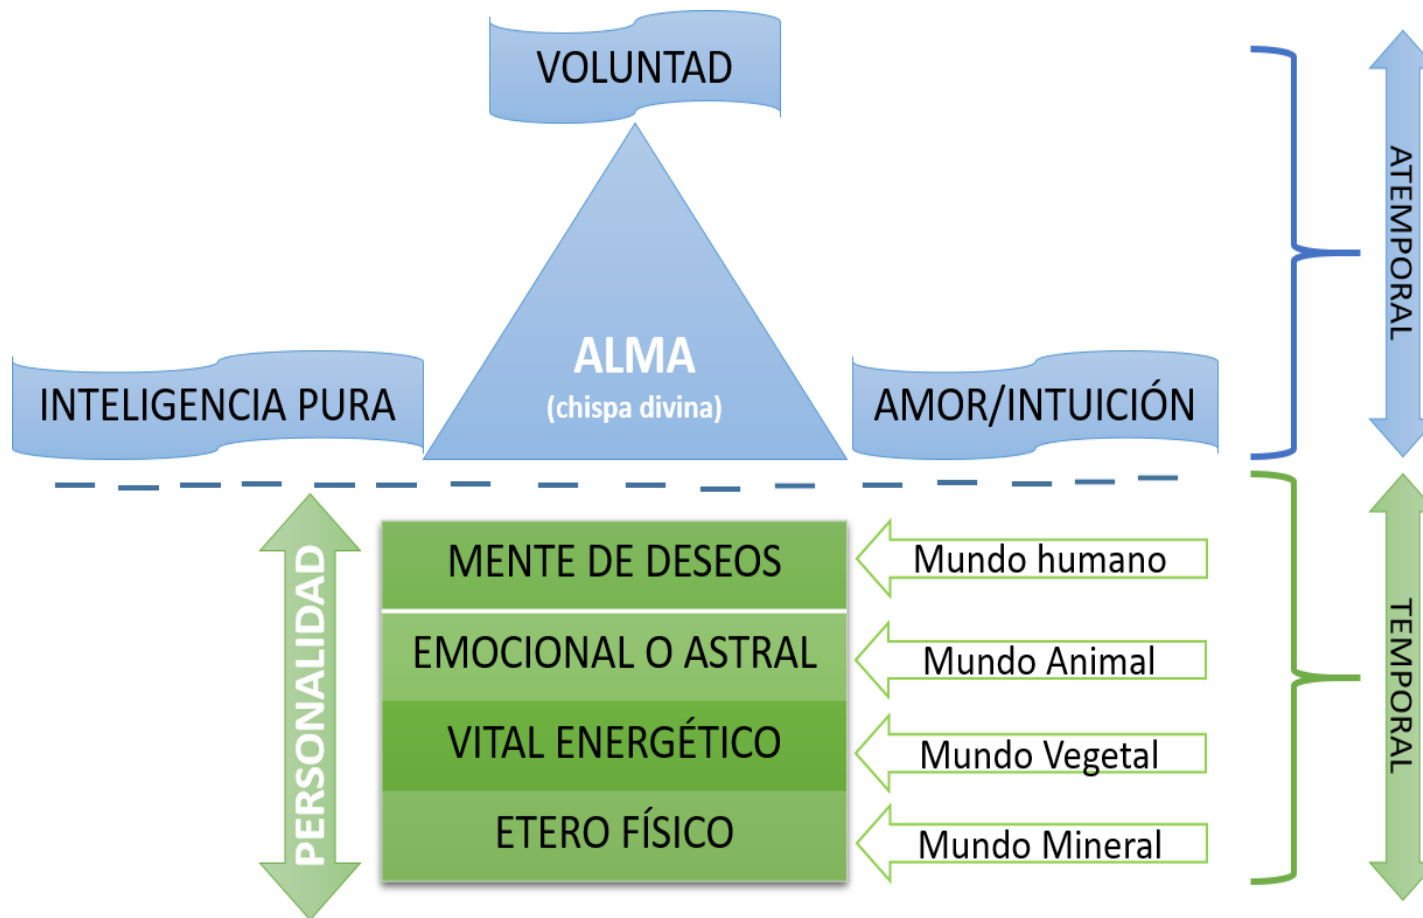 VOLUNTAD
ATEMPORAL
ALMA
(chispa divina)
INTELIGENCIA PURA
AMOR/INTUICIÓN
PERSONALIDAD
MENTE DE DESEOS
Mundo humano
EMOCIONAL O ASTRAL
Mundo Animal
VITAL ENERGÉTICO
Mundo Vegetal
ETERO FÍSICO
Mundo Mineral
TEMPORAL